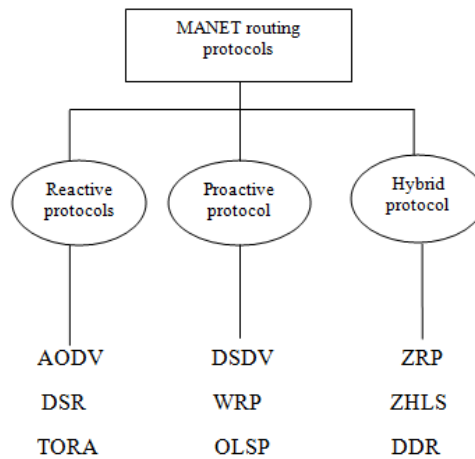 MANET routing
protocols
Reactive
protocols
Proactive
protocol
Hybrid
protocol
AODV
DSDV
ZRP
DSR
WRP
ZHLS
TORA
OLSP
DDR